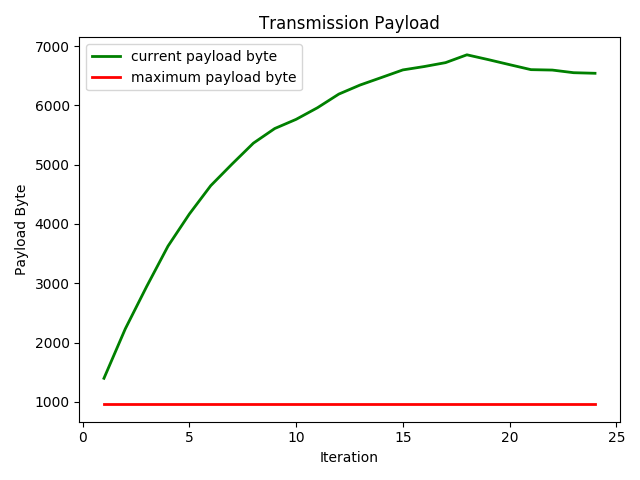 Transmission Payload
current payload byte
maximum payload byte
7000
6000
5000
4000
3000
2000
1000
Payload Byte
0
5
10
15
20
25
Iteration